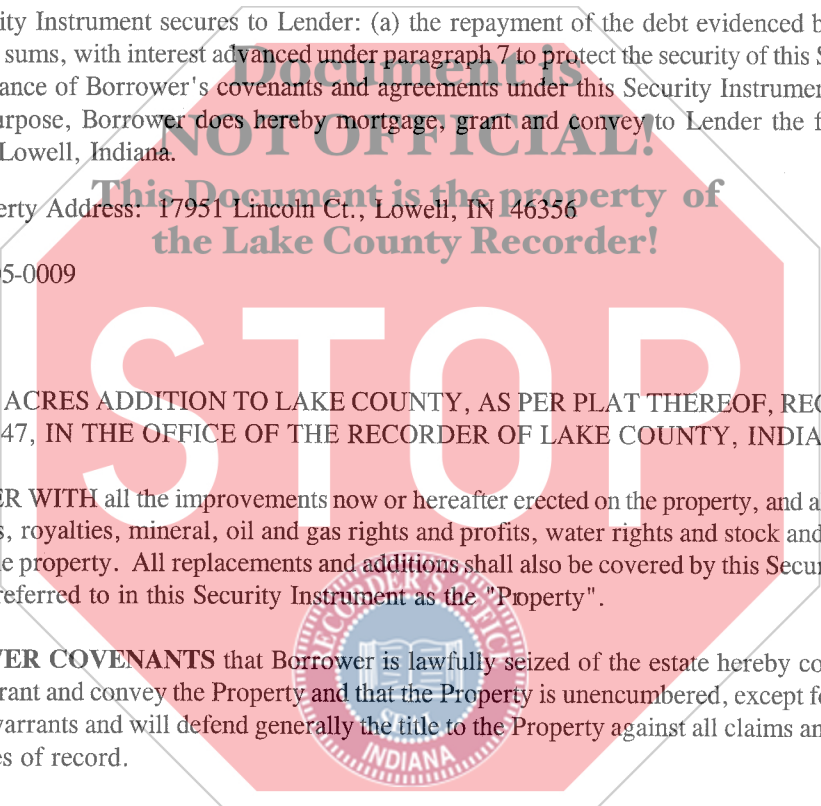 ity Instrument secures to Lender: (a) the repayment of the debt evidenced b
sums, with interest advanced under paragraph 7 to protect the security of this S
ance of Borrower's covenants and agreements under this Security Instrumen
urpose, Borrower does hereby mortgage, grant and convey to Lender the f
Lowell, Indiana.
Document is
NOT OFFICIAL!
This Document is the property of
the Lake County Recorder!
erty Address: 17951 Lincoln Ct., Lowell, IN 46356
5-0009
STOP
ACRES ADDITION TO LAKE COUNTY, AS PER PLAT THEREOF, REC
47, IN THE OFFICE OF THE RECORDER OF LAKE COUNTY, INDIA
ER WITH all the improvements now or hereafter erected on the property, and a
s, royalties, mineral, oil and gas rights and profits, water rights and stock and
e property. All replacements and additions shall also be covered by this Secur
referred to in this Security Instrument as the "Property".
VER COVENANTS that Borrower is lawfully seized of the estate hereby co
rant and convey the Property and that the Property is unencumbered, except f
warrants and will defend generally the title to the Property against all claims an
es of record.
RECORDER'S OFFICE
SEAL
INDIANA